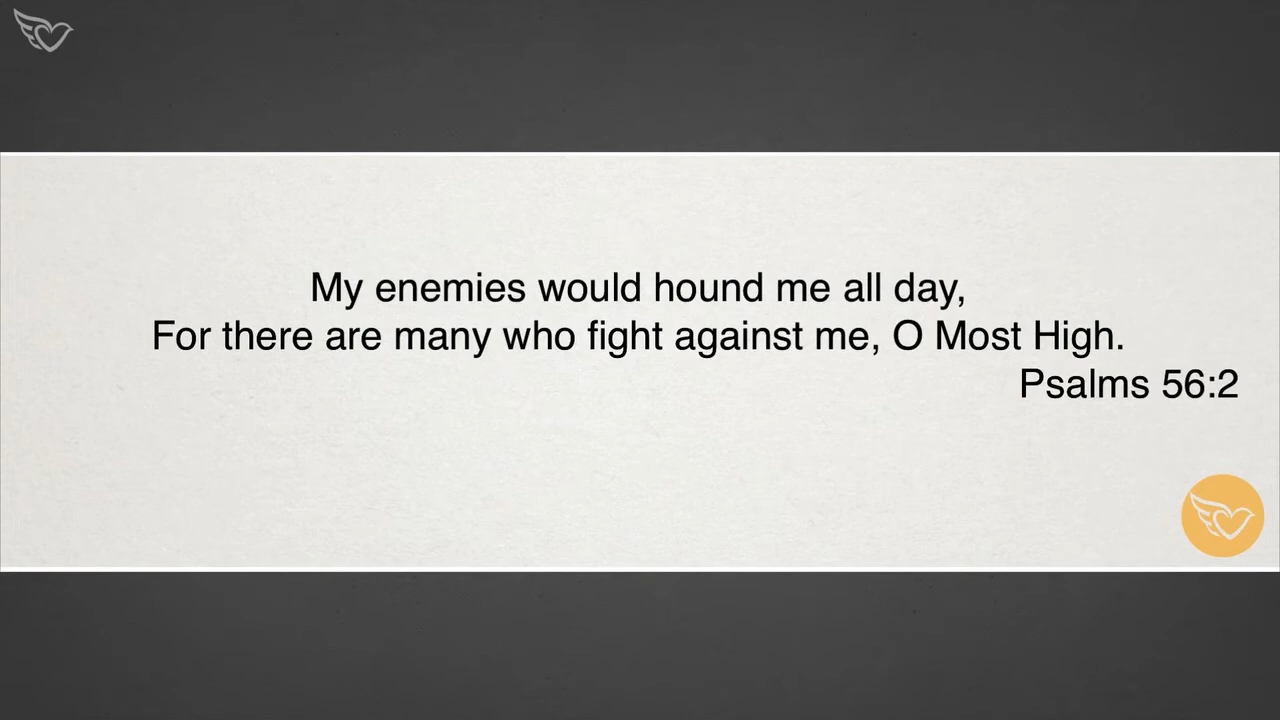 My enemies would hound me all day,
For there are many who fight against me, O Most High.
Psalms 56:2